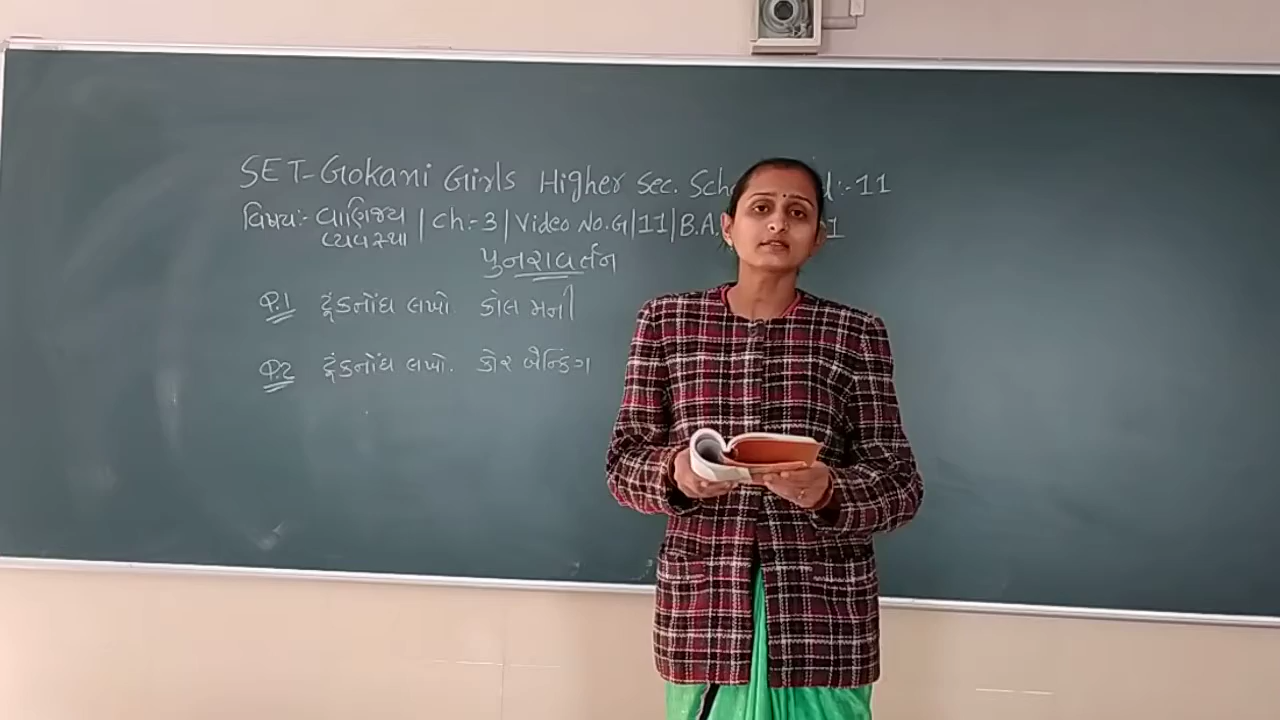 SET-Gokani Girls Higher Sec. Sch :-11
વિષય:- વાણિજ્ય વ્યવસ્થા | Ch:-3 | Video No.G|11| B.A.
પુનરાવર્તન
Q.1 ટૂંકનોંધ લખો. કોલ મની
Q.2 ટૂંકનોંધ લખો. કોર બેન્કિંગ